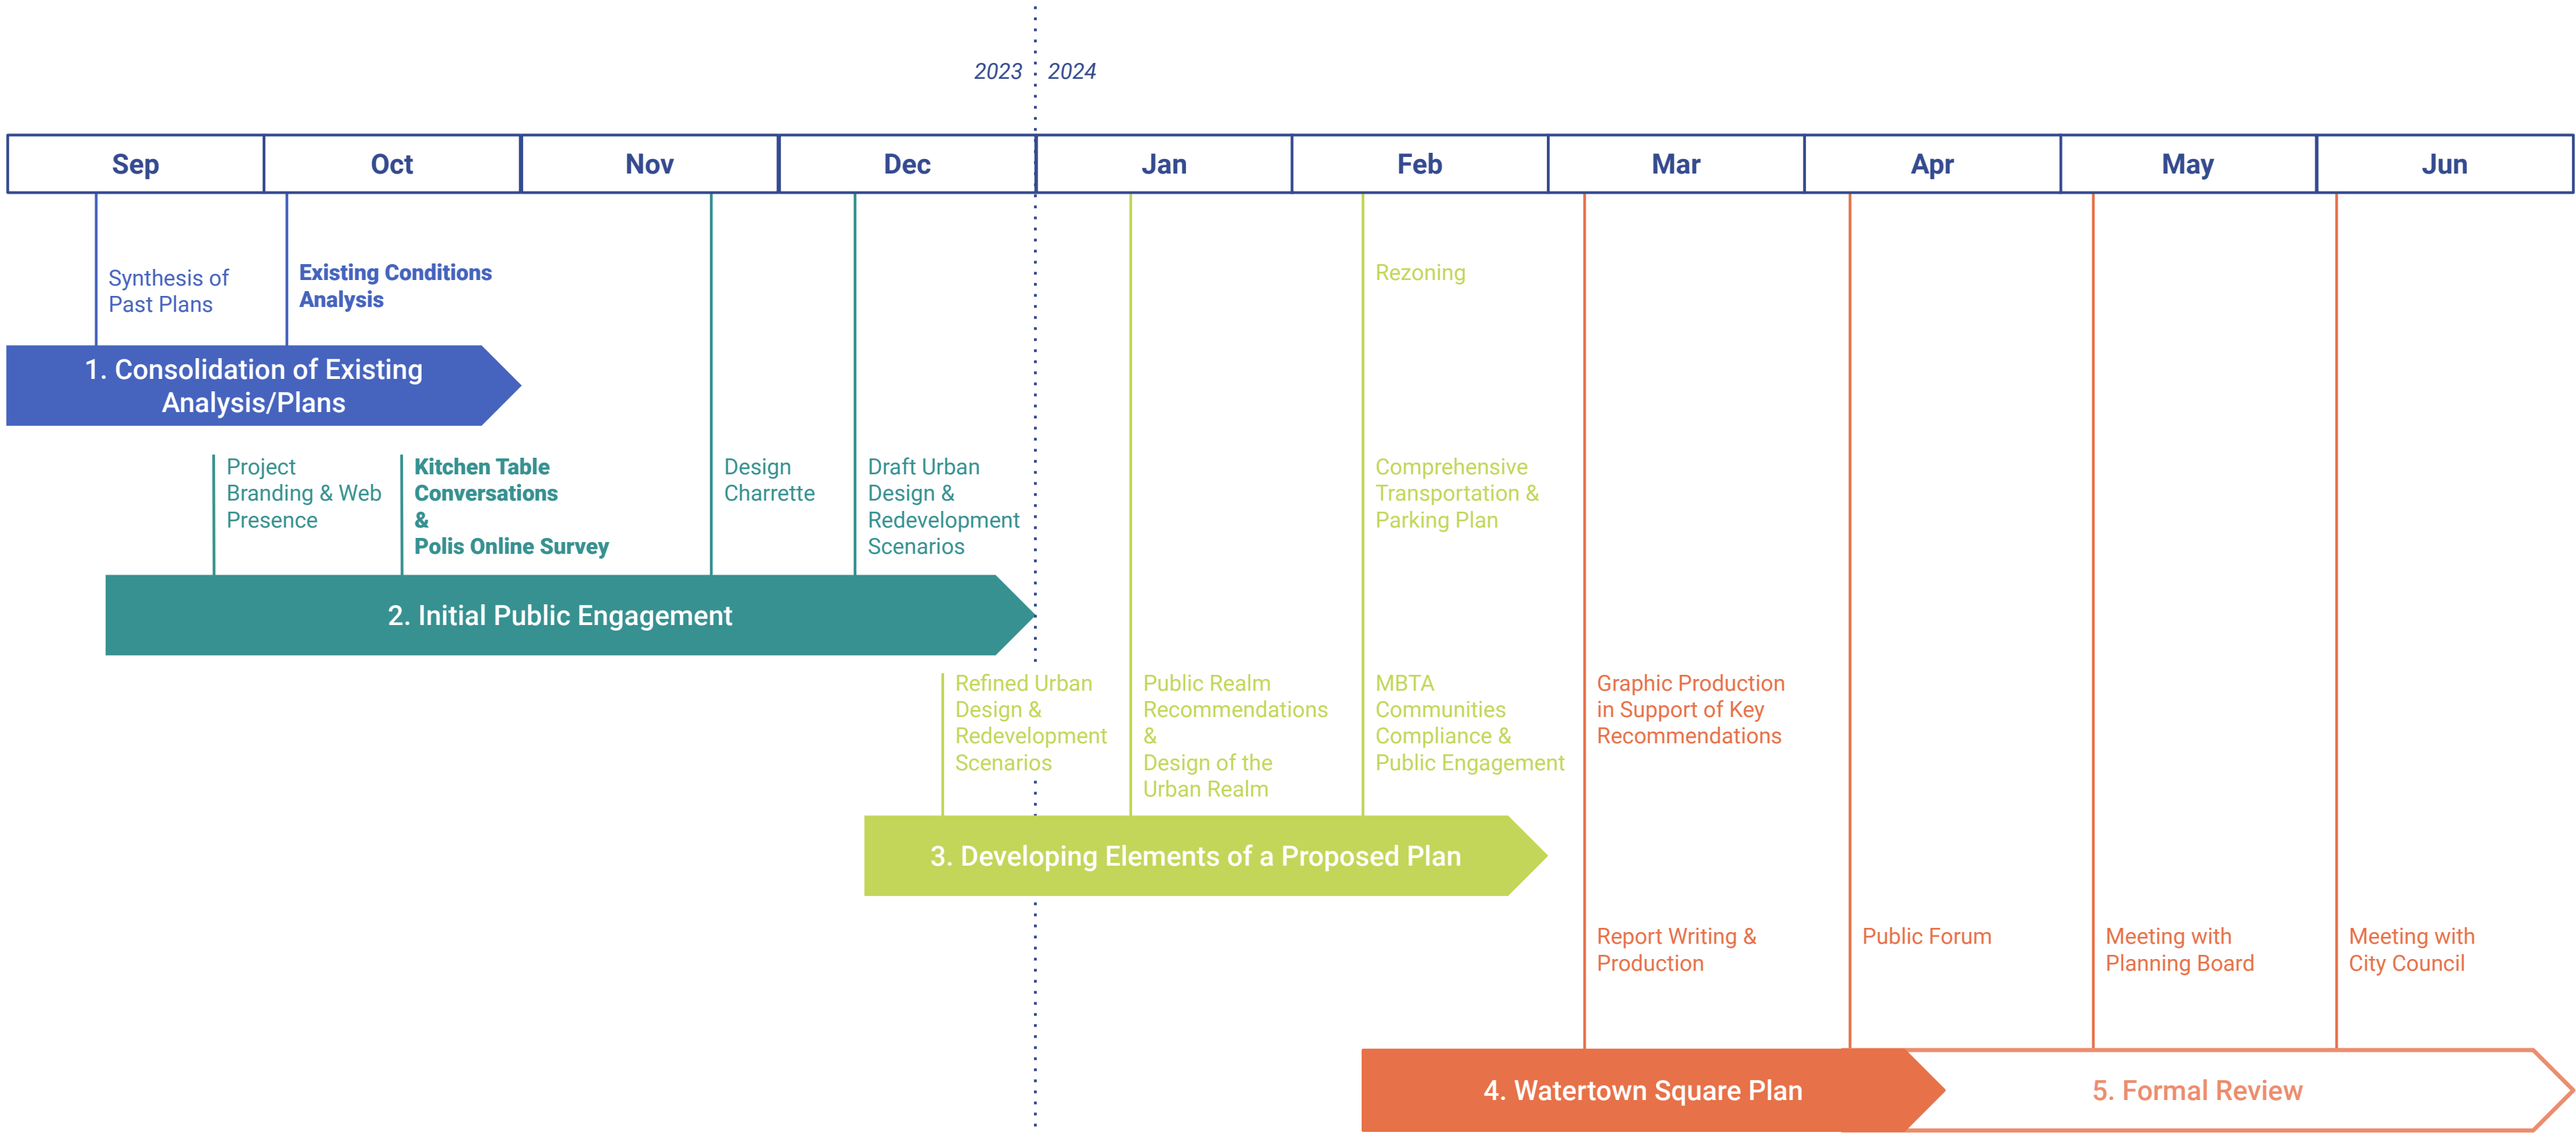 2023
2024
Sep
Oct
Nov
Dec
Jan
Feb
Mar
Apr
May
Jun
Synthesis of
Past Plans
Existing Conditions
Analysis
Rezoning
1. Consolidation of Existing
Analysis/Plans
Project
Branding & Web
Presence
Kitchen Table
Conversations
&
Polis Online Survey
Design
Charrette
Draft Urban
Design &
Redevelopment
Scenarios
Comprehensive
Transportation &
Parking Plan
2. Initial Public Engagement
Refined Urban
Design &
Redevelopment
Scenarios
Public Realm
Recommendations
&
Design of the
Urban Realm
MBTA
Communities
Compliance &
Public Engagement
Graphic Production
in Support of Key
Recommendations
3. Developing Elements of a Proposed Plan
Report Writing &
Production
Public Forum
Meeting with
Planning Board
Meeting with
City Council
4. Watertown Square Plan
5. Formal Review